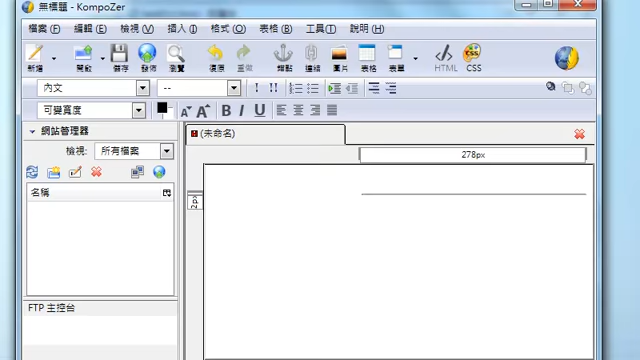 無標題 - KompoZer
檔案(F) 編輯(E) 檢視(V) 插入(I) 格式(O) 表格(B) 工具(T) 說明(H)
新增 開啟 儲存 發佈 瀏覽 復原 重做 錨點 連結 圖片 表格 表單 HTML CSS
內文 --
可變寬度 B I U
網站管理器 (未命名)
檢視: 所有檔案 278px
名稱 2px
FTP 主控台